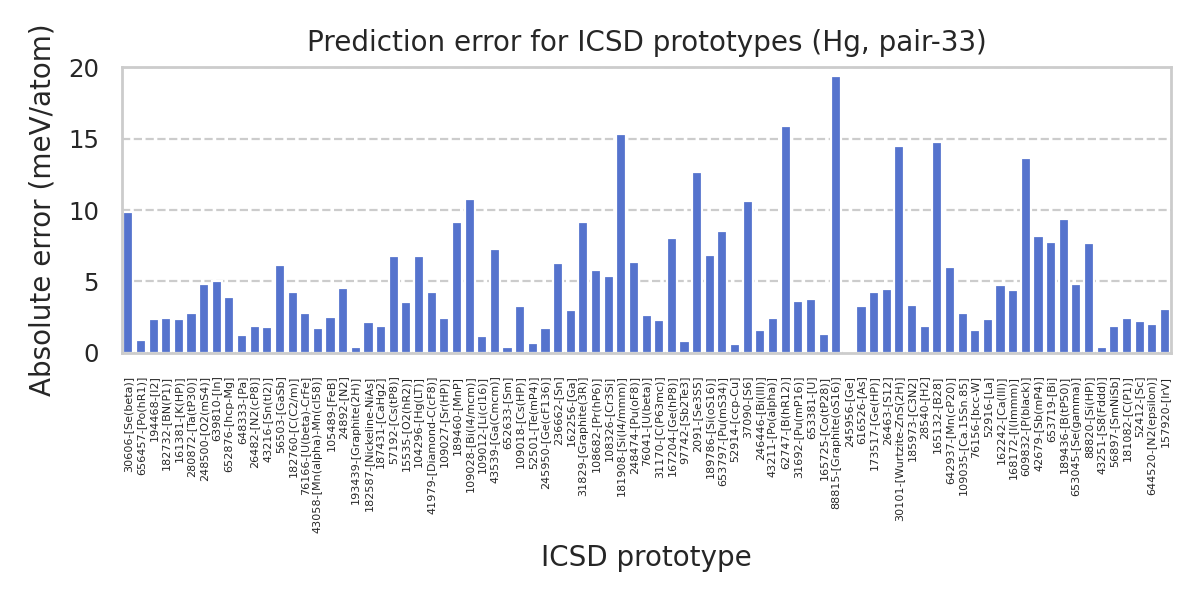 Prediction error for ICSD prototypes (Hg, pair-33)
Absolute error (meV/atom)
20
15
10
5
0
30606-[Se(beta)]
656457-[Po(hR1)]
194468-[I2]
182732-[BN(P1)]
161381-[K(HP)]
280872-[Ta(tP30)]
248500-[O2(mS4)]
639810-[In]
652876-[hcp-Mg]
64833-[Pa]
26482-[N2(cP8)]
43216-[Sn(tI2)]
5603-[GaSb]
182760-[C(C2/m)]
76166-[U(beta)-CrFe]
43058-[Mn(alpha)-Mn(cI58)]
105489-[FeB]
24892-[N2]
193439-[Graphite(2H)]
182587-[Nickeline-NiAs]
187431-[CaHg2]
57192-[Cs(tP8)]
15535-[O2(hR2)]
104296-[Hg(LT)]
41979-[Diamond-C(cF8)]
109027-[Sr(HP)]
189460-[MnP]
109028-[Bi(I4/mcm)]
109012-[Li(cI16)]
43539-[Ga(Cmcm)]
652633-[Sm]
109018-[Cs(HP)]
52501-[Te(mP4)]
245950-[Ge(cF136)]
236662-[Sn]
162256-[Ga]
31829-[Graphite(3R)]
108682-[Pr(hP6)]
108326-[Cr3Si]
181908-[Si(I4/mmm)]
248474-[Pu(oF8)]
76041-[U(beta)]
31170-[C(P63mc)]
167204-[Ge(hP8)]
97742-[Sb2Te3]
2091-[Se3S5]
189786-[Si(oS16)]
653797-[Pu(mS34)]
52914-[ccp-Cu]
37090-[S6]
246446-[Bi(III)]
43211-[Po(alpha)]
62747-[B(hR12)]
31692-[Pu(mP16)]
653381-[U]
165725-[Co(tP28)]
88815-[Graphite(oS16)]
245956-[Ge]
616526-[As]
173517-[Ge(HP)]
26463-[S12]
30101-[Wurtzite-ZnS(2H)]
185973-[C3N2]
28540-[H2]
165132-[B28]
642937-[Mn(cP20)]
109035-[Ca.15Sn.85]
76156-[bcc-W]
52916-[La]
162242-[Ca(III)]
168172-[I(Immm)]
609832-[P(black)]
42679-[Sb(mP4)]
653719-[Bi]
189436-[B(tP50)]
653045-[Se(gamma)]
88820-[Si(HP)]
432515-[S8(Fddd)]
56897-[SmNiSb]
181082-[C(P1)]
52412-[Sc]
644520-[N2(epsilon)]
157920-[IrV]
ICSD prototype